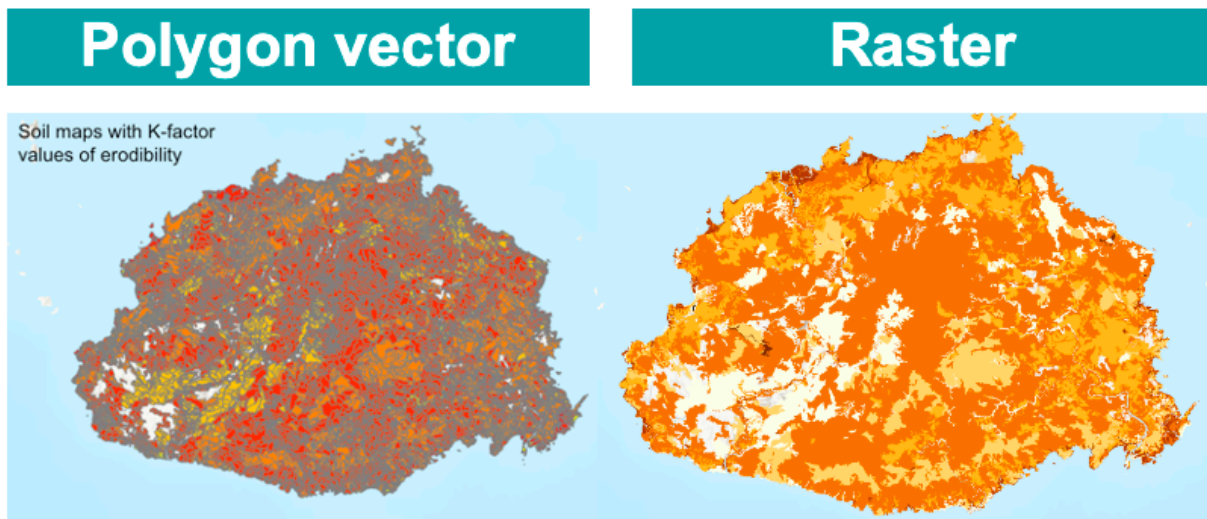 Polygon vector
Raster
Soil maps with K-factor
values of erodibility